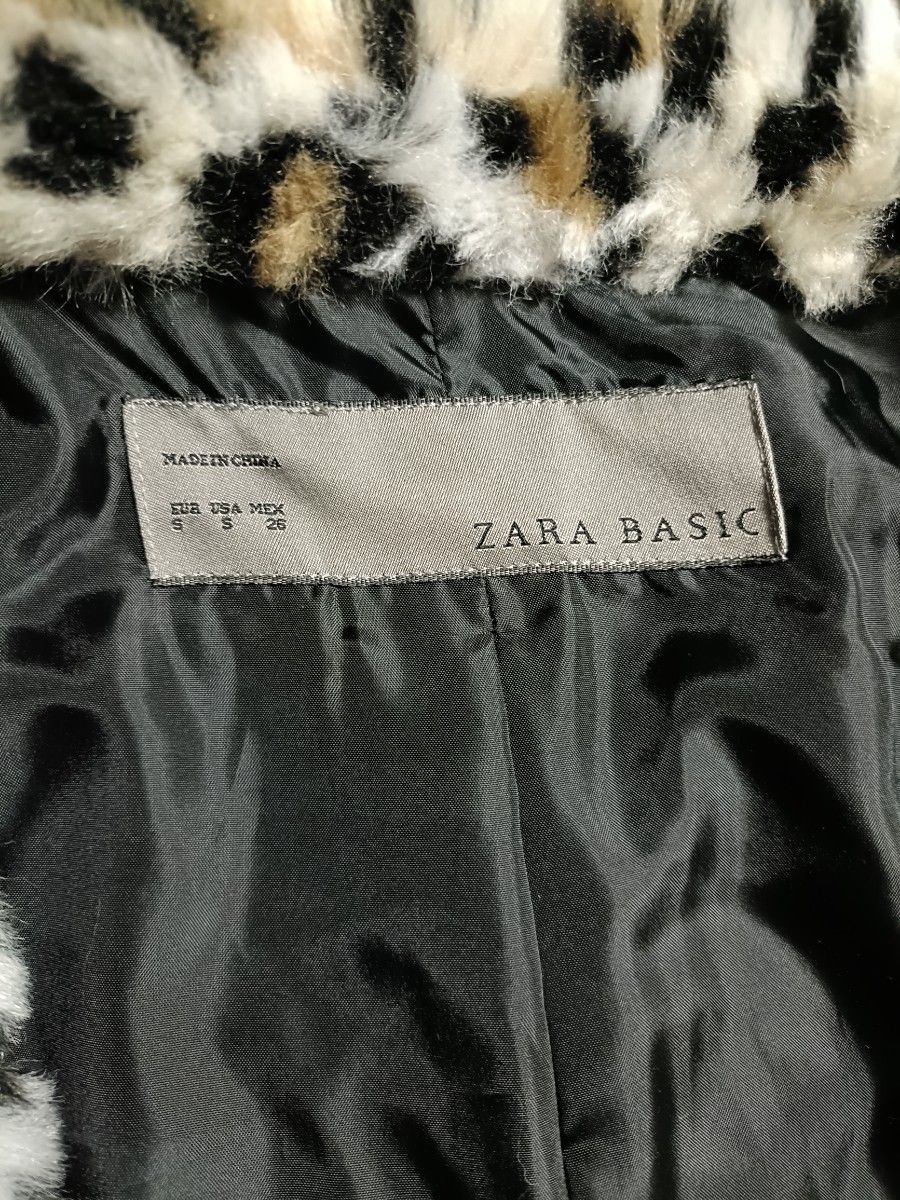 MADE IN CHINA
EUR USA MEX
S S 26
ZARA BASIC